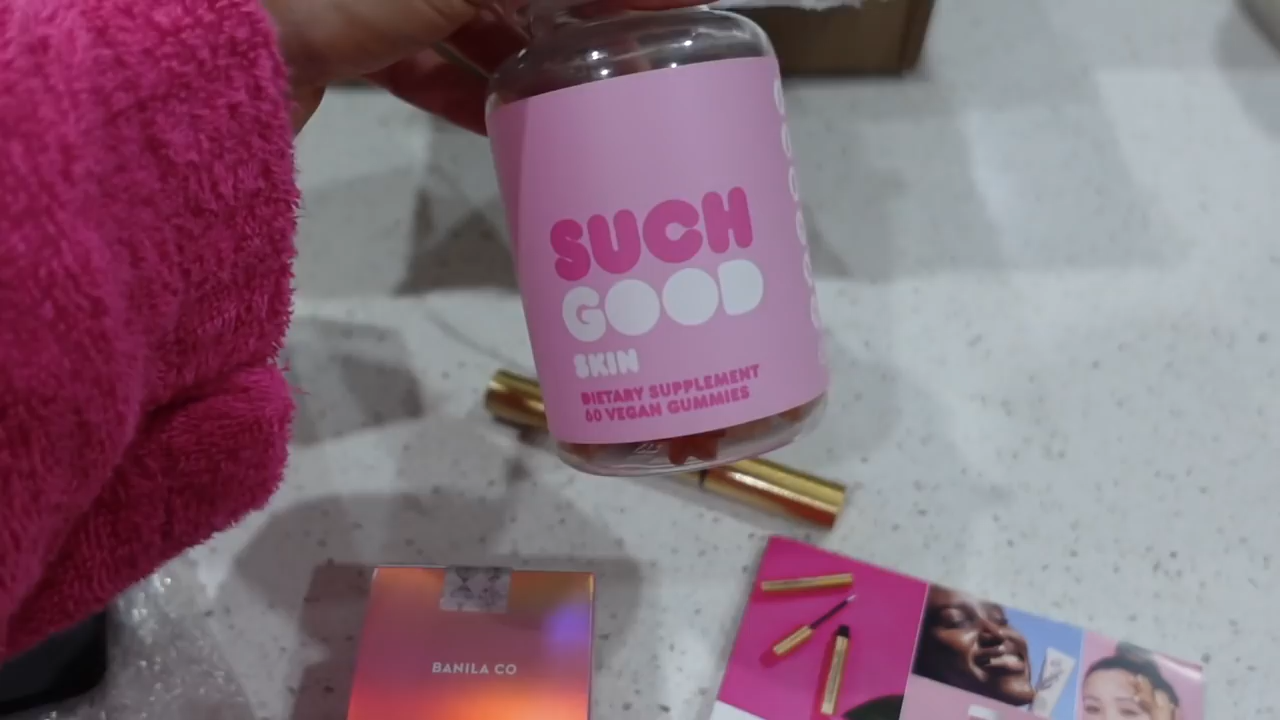 SUCH
GOOD
SKIN
DIETARY SUPPLEMENT
60 VEGAN GUMMIES
BANILA CO